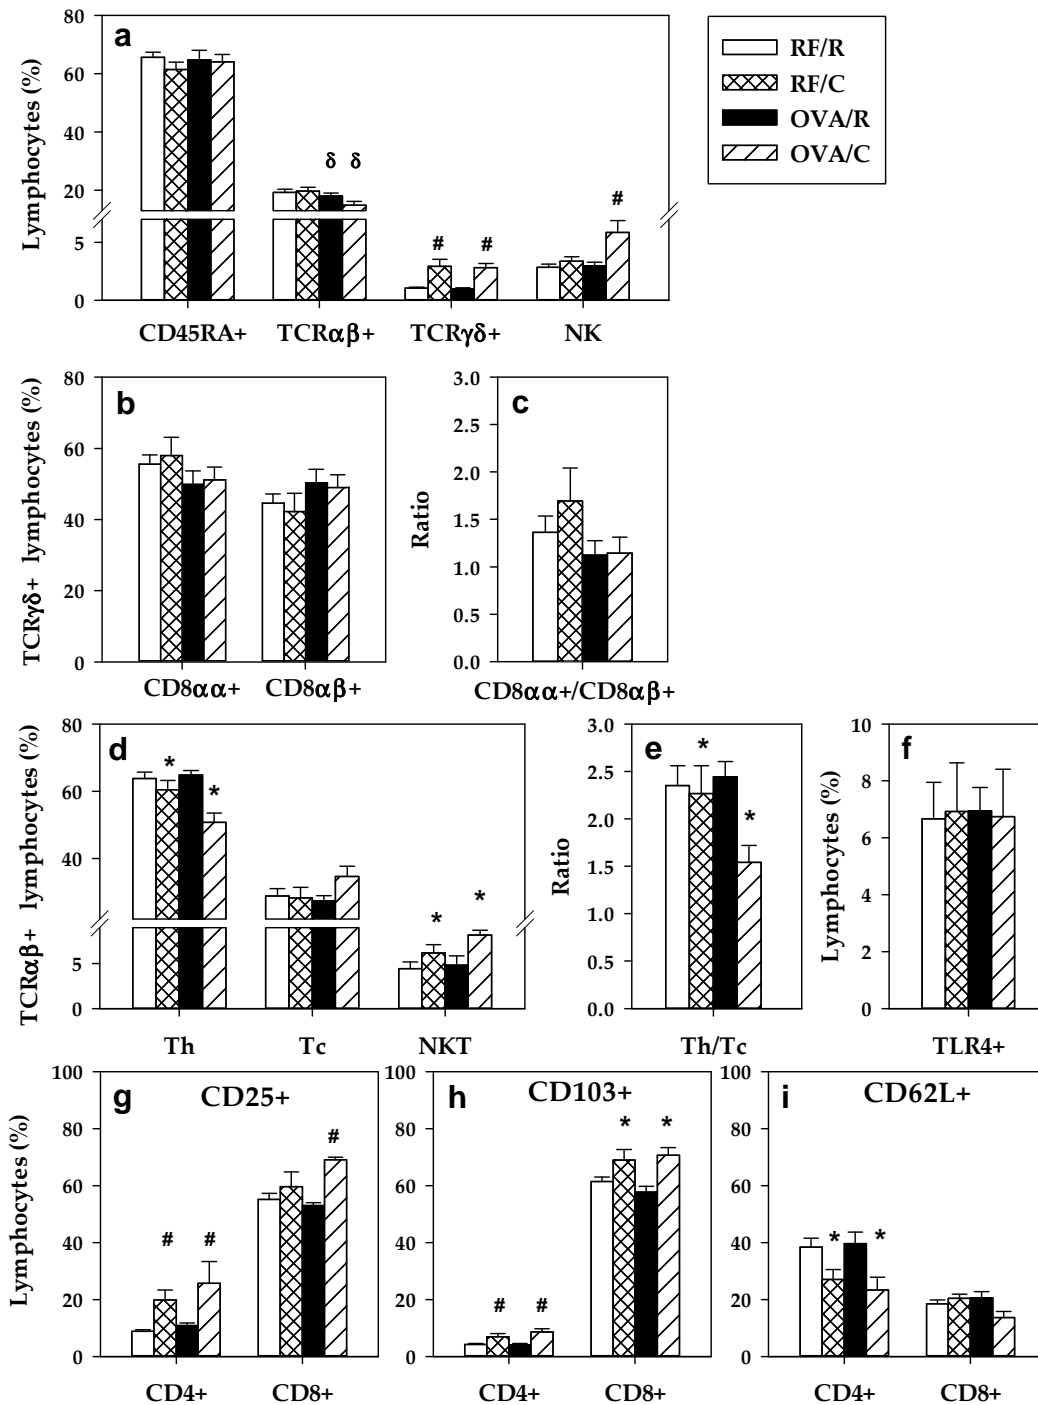 a
Lymphocytes (%)
80
60
40
20
5
0
δ δ
# #
#
CD45RA+ TCRαβ+ TCRγδ+ NK
RF/R
RF/C
OVA/R
OVA/C
b
TCRγδ+ lymphocytes (%)
80
60
40
20
0
CD8αα+ CD8αβ+
c
Ratio
3.0
2.5
2.0
1.5
1.0
0.5
0.0
CD8αα+/CD8αβ+
d
TCRαβ+ lymphocytes (%)
80
60
40
5
0
* *
* *
Th Tc NKT
e
Ratio
3.0
2.5
2.0
1.5
1.0
0.5
0.0
* *
Th/Tc
f
Lymphocytes (%)
10
8
6
4
2
0
TLR4+
g CD25+
Lymphocytes (%)
100
80
60
40
20
0
# #
#
CD4+ CD8+
h CD103+
100
80
60
40
20
0
# #
* *
CD4+ CD8+
i CD62L+
100
80
60
40
20
0
* *
CD4+ CD8+